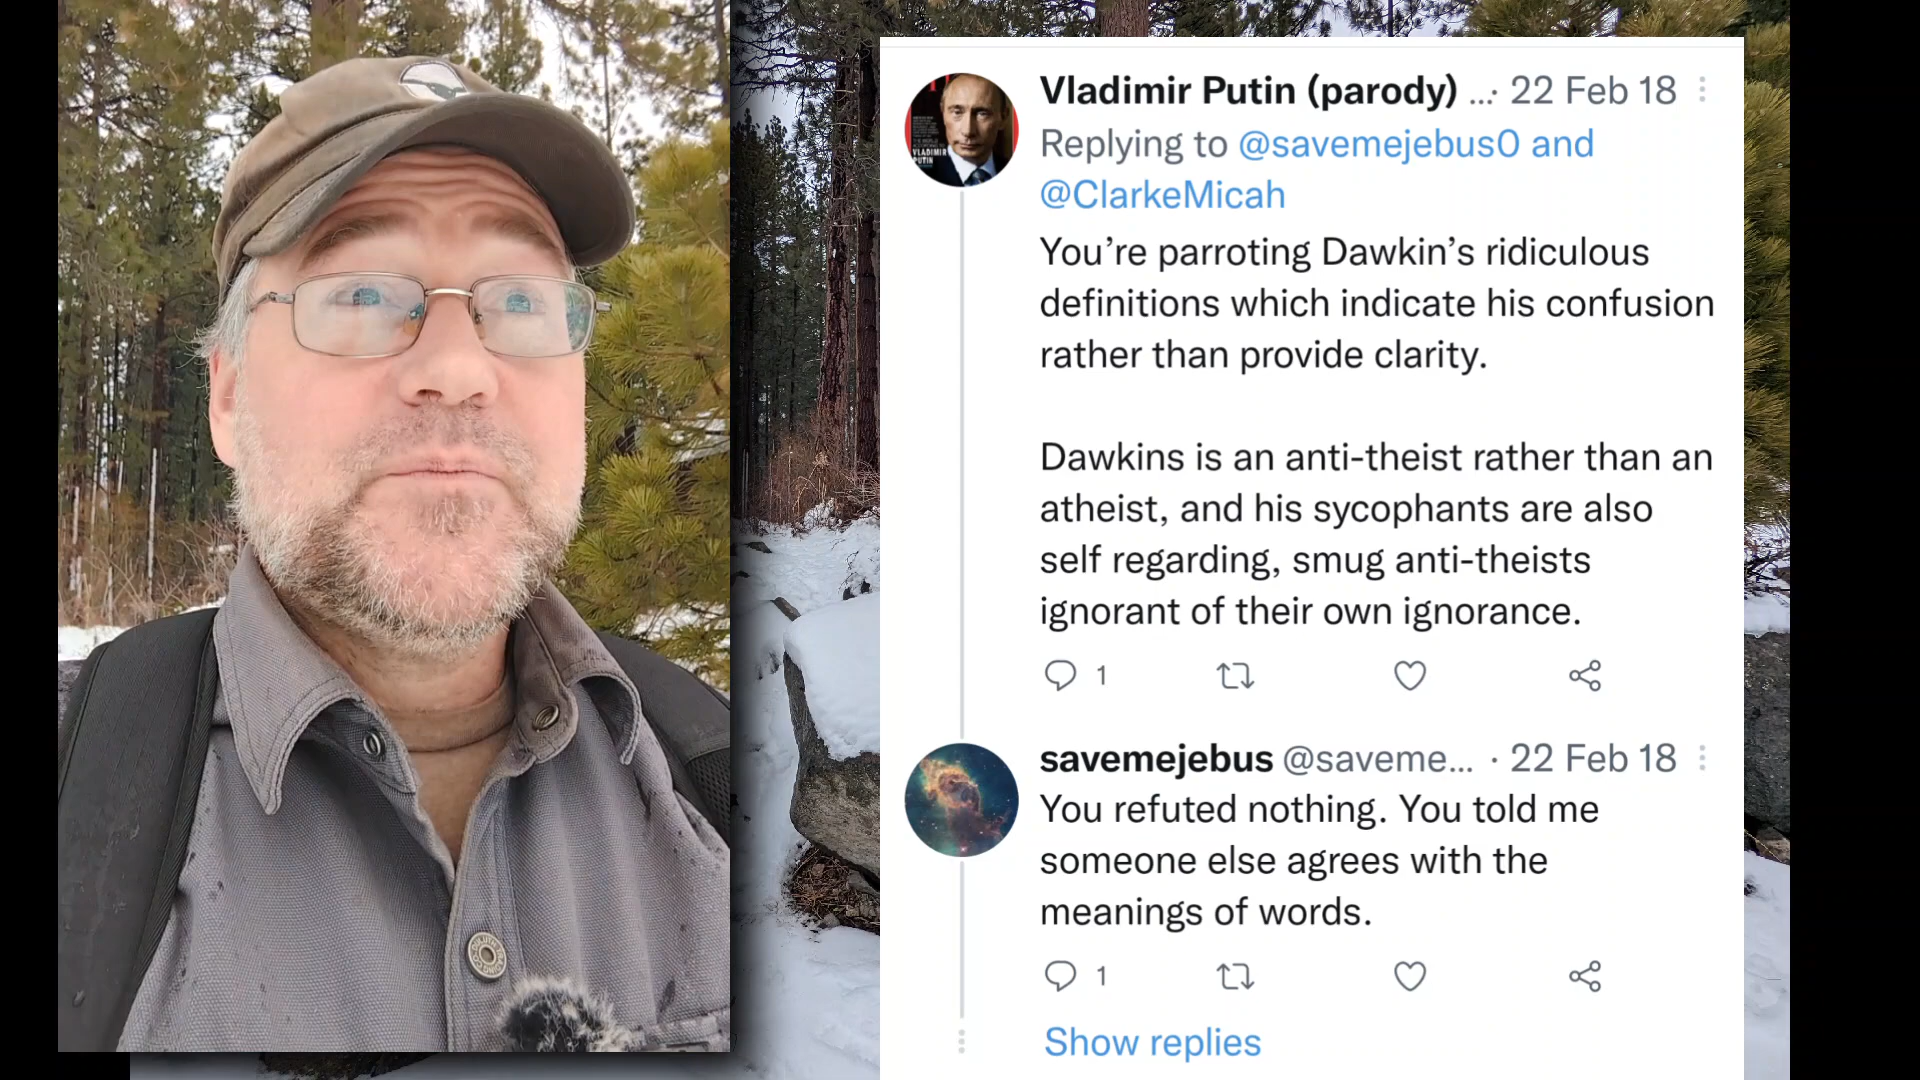 Vladimir Putin (parody) ...· 22 Feb 18
Replying to @savemejebus0 and
@ClarkeMicah
You're parroting Dawkin's ridiculous
definitions which indicate his confusion
rather than provide clarity.
Dawkins is an anti-theist rather than an
atheist, and his sycophants are also
self regarding, smug anti-theists
ignorant of their own ignorance.
1
savemejebus @saveme... · 22 Feb 18
You refuted nothing. You told me
someone else agrees with the
meanings of words.
1
Show replies
VLADIMIR
PUTIN